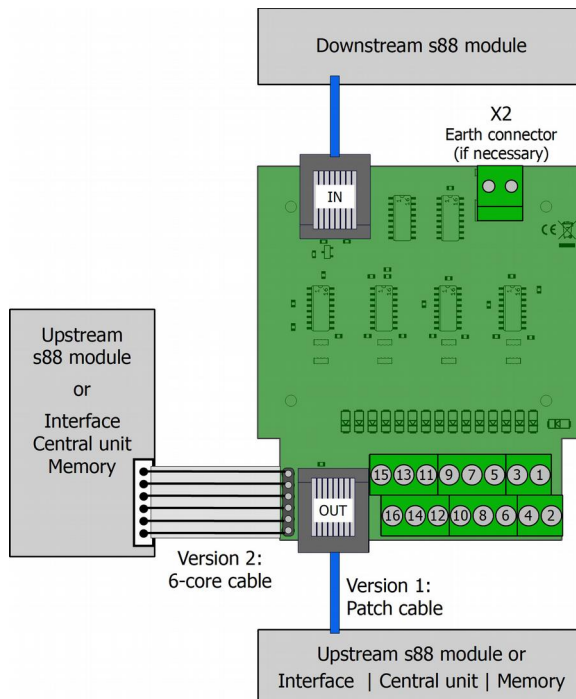 Downstream s88 module
X2
Earth connector
(if necessary)
IN
CE
Upstream
s88 module
or
Interface
Central unit
Memory
15 13 11 9 7 5 3 1
OUT
16 14 12 10 8 6 4 2
Version 2:
6-core cable
Version 1:
Patch cable
Upstream s88 module or
Interface | Central unit | Memory